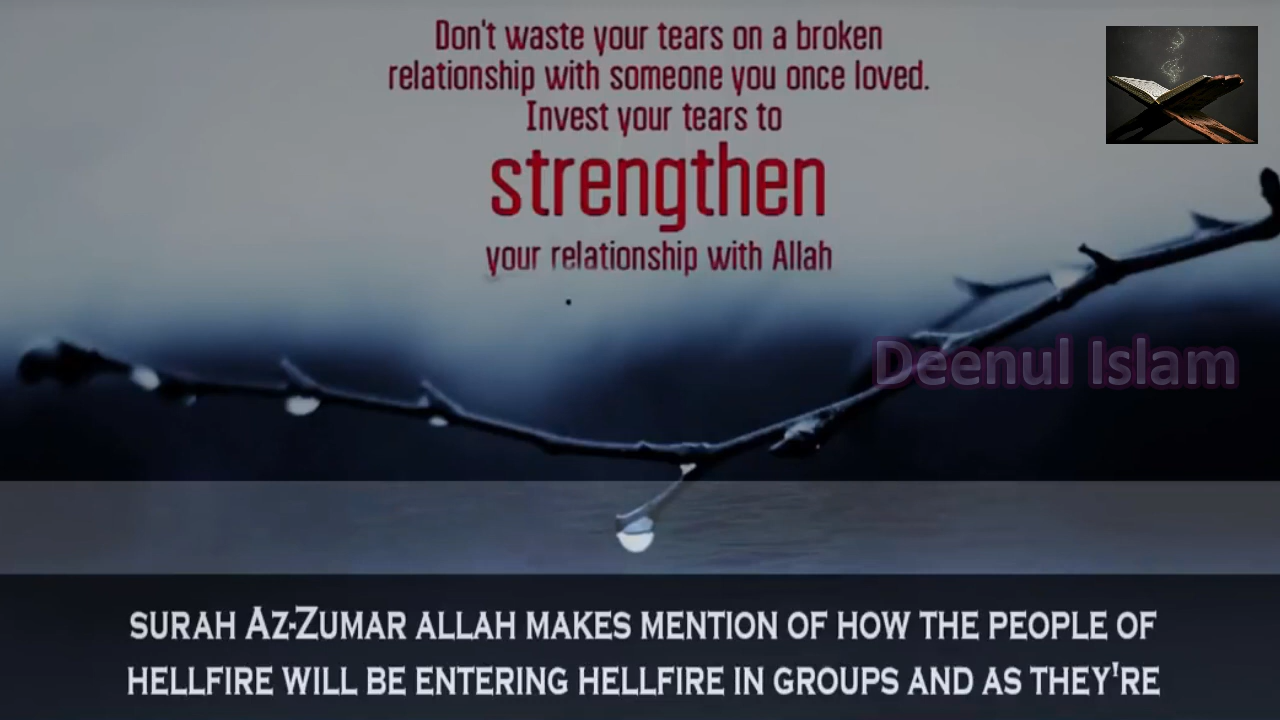 Don't waste your tears on a broken
relationship with someone you once loved.
Invest your tears to
strengthen
your relationship with Allah
Deenul Islam
SURAH AZ-ZUMAR ALLAH MAKES MENTION OF HOW THE PEOPLE OF
HELLFIRE WILL BE ENTERING HELLFIRE IN GROUPS AND AS THEY'RE